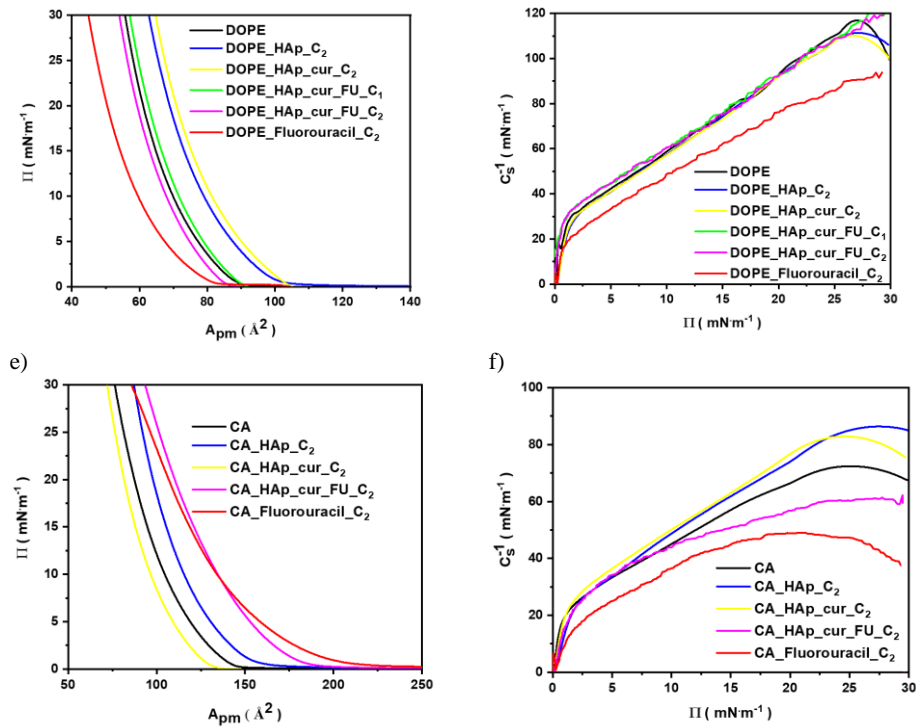 30
25
20
15
10
5
0
Π ( mN·m⁻¹ )
DOPE
DOPE_HAp_C₂
DOPE_HAp_cur_C₂
DOPE_HAp_cur_FU_C₁
DOPE_HAp_cur_FU_C₂
DOPE_Fluorouracil_C₂
40 60 80 100 120 140
Apm ( Å² )
120
100
80
60
40
20
0
Cs⁻¹ ( mN·m⁻¹ )
DOPE
DOPE_HAp_C₂
DOPE_HAp_cur_C₂
DOPE_HAp_cur_FU_C₁
DOPE_HAp_cur_FU_C₂
DOPE_Fluorouracil_C₂
0 5 10 15 20 25 30
Π ( mN·m⁻¹ )
e)
f)
30
25
20
15
10
5
0
Π ( mN·m⁻¹ )
CA
CA_HAp_C₂
CA_HAp_cur_C₂
CA_HAp_cur_FU_C₂
CA_Fluorouracil_C₂
50 100 150 200 250
Apm ( Å² )
100
80
60
40
20
0
Cs⁻¹ ( mN·m⁻¹ )
CA
CA_HAp_C₂
CA_HAp_cur_C₂
CA_HAp_cur_FU_C₂
CA_Fluorouracil_C₂
0 5 10 15 20 25 30
Π ( mN·m⁻¹ )